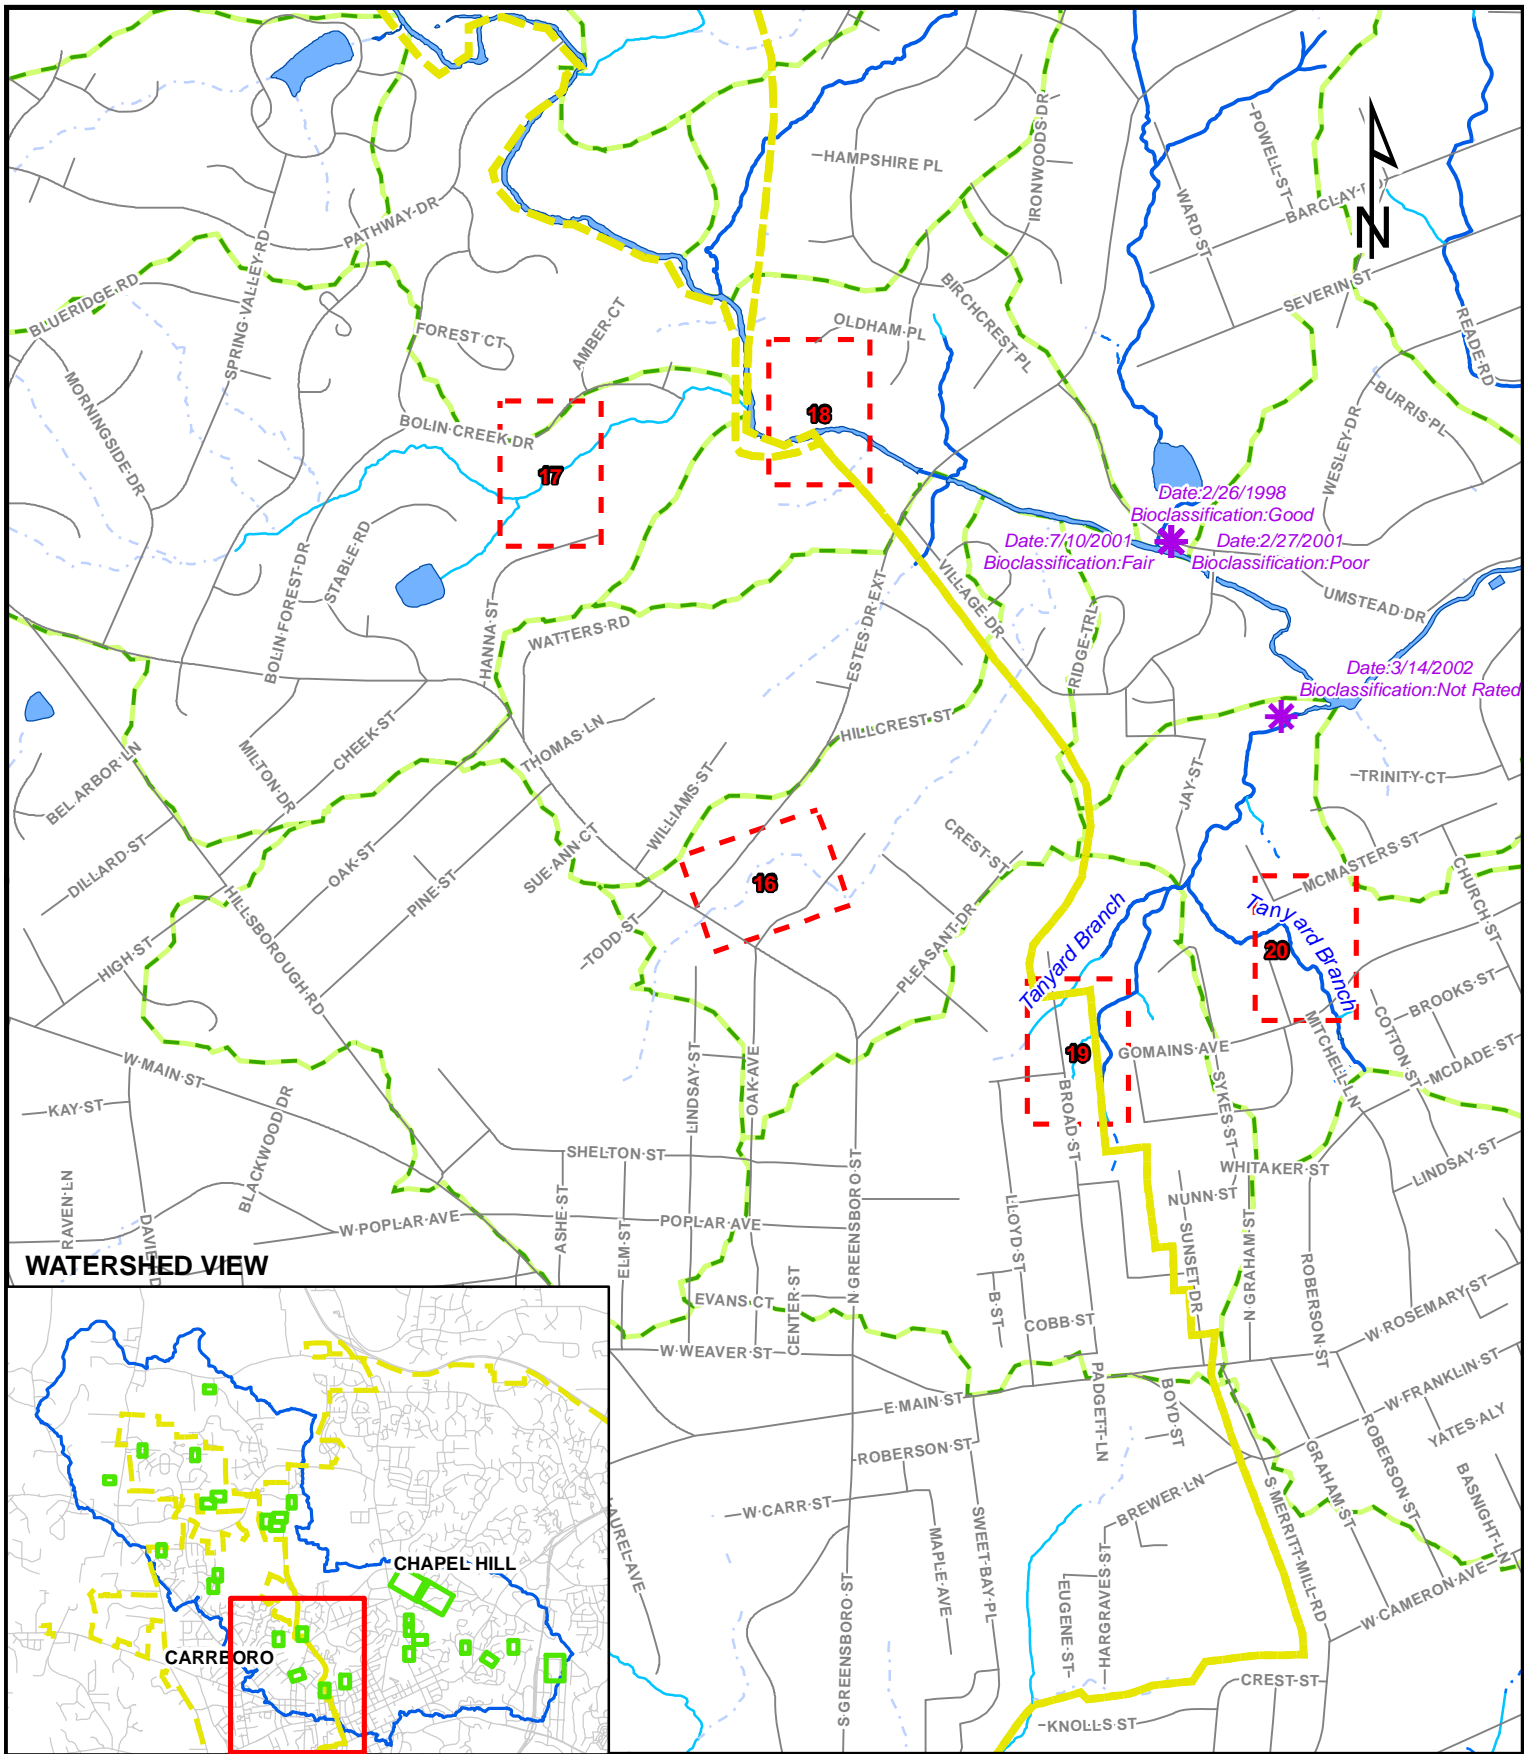 HAMPSHIRE PL
IRONWOODS DR
POWELL ST
WARD ST
BARCLAY RD
N
SEVERIN ST
READE RD
PATHWAY DR
BLUERIDGE RD
SPRING VALLEY RD
FOREST CT
AMBER CT
OLDHAM PL
BIRCHCREST PL
MORNINGSIDE DR
BOLIN CREEK DR
17
18
WESLEY DR
BURRIS PL
Date:2/26/1998
Bioclassification:Good
Date:7/10/2001
Bioclassification:Fair
Date:2/27/2001
Bioclassification:Poor
STABLE RD
BOLIN FOREST DR
HANNA ST
WATTERS RD
ESTES DR EXT
VILLAGE DR
RIDGE TRL
UMSTEAD DR
Date:3/14/2002
Bioclassification:Not Rated
BEL ARBOR LN
MILTON DR
CHEEK ST
THOMAS LN
HILLCREST ST
WILLIAMS ST
JAY ST
TRINITY CT
DILLARD ST
OAK ST
PINE ST
SUE ANN CT
16
CREST ST
MCMASTERS ST
CHURCH ST
HILLSBOROUGH RD
HIGH ST
TODD ST
PLEASANT DR
Tanyard Branch
Tanyard Branch
20
BROOKS ST
COTTON ST
MITCHELL LN
MCDADE ST
W MAIN ST
KAY ST
BLACKWOOD DR
LINDSAY ST
OAK AVE
19
GOMAINS AVE
BROAD ST
SYKES ST
SHELTON ST
WHITAKER ST
LINDSAY ST
RAVEN LN
W POPLAR AVE
ASHE ST
ELM ST
POPLAR AVE
N GREENSBORO ST
LLOYD ST
NUNN ST
SUNSET DR
N GRAHAM ST
ROBERSON ST
WATERSHED VIEW
EVANS CT
CENTER ST
B ST
COBB ST
W ROSEMARY ST
W WEAVER ST
E MAIN ST
PADGETT LN
BOYD ST
W FRANKLIN ST
YATES ALY
ROBERSON ST
GRAHAM ST
ROBERSON ST
BASNIGHT LN
W CARR ST
MAPLE AVE
SWEET BAY PL
BREWER LN
S MERRITT MILL RD
W CAMERON AVE
EUGENE ST
HARGRAVES ST
S GREENSBORO ST
CREST ST
KNOLLS ST
CHAPEL HILL
CARRBORO